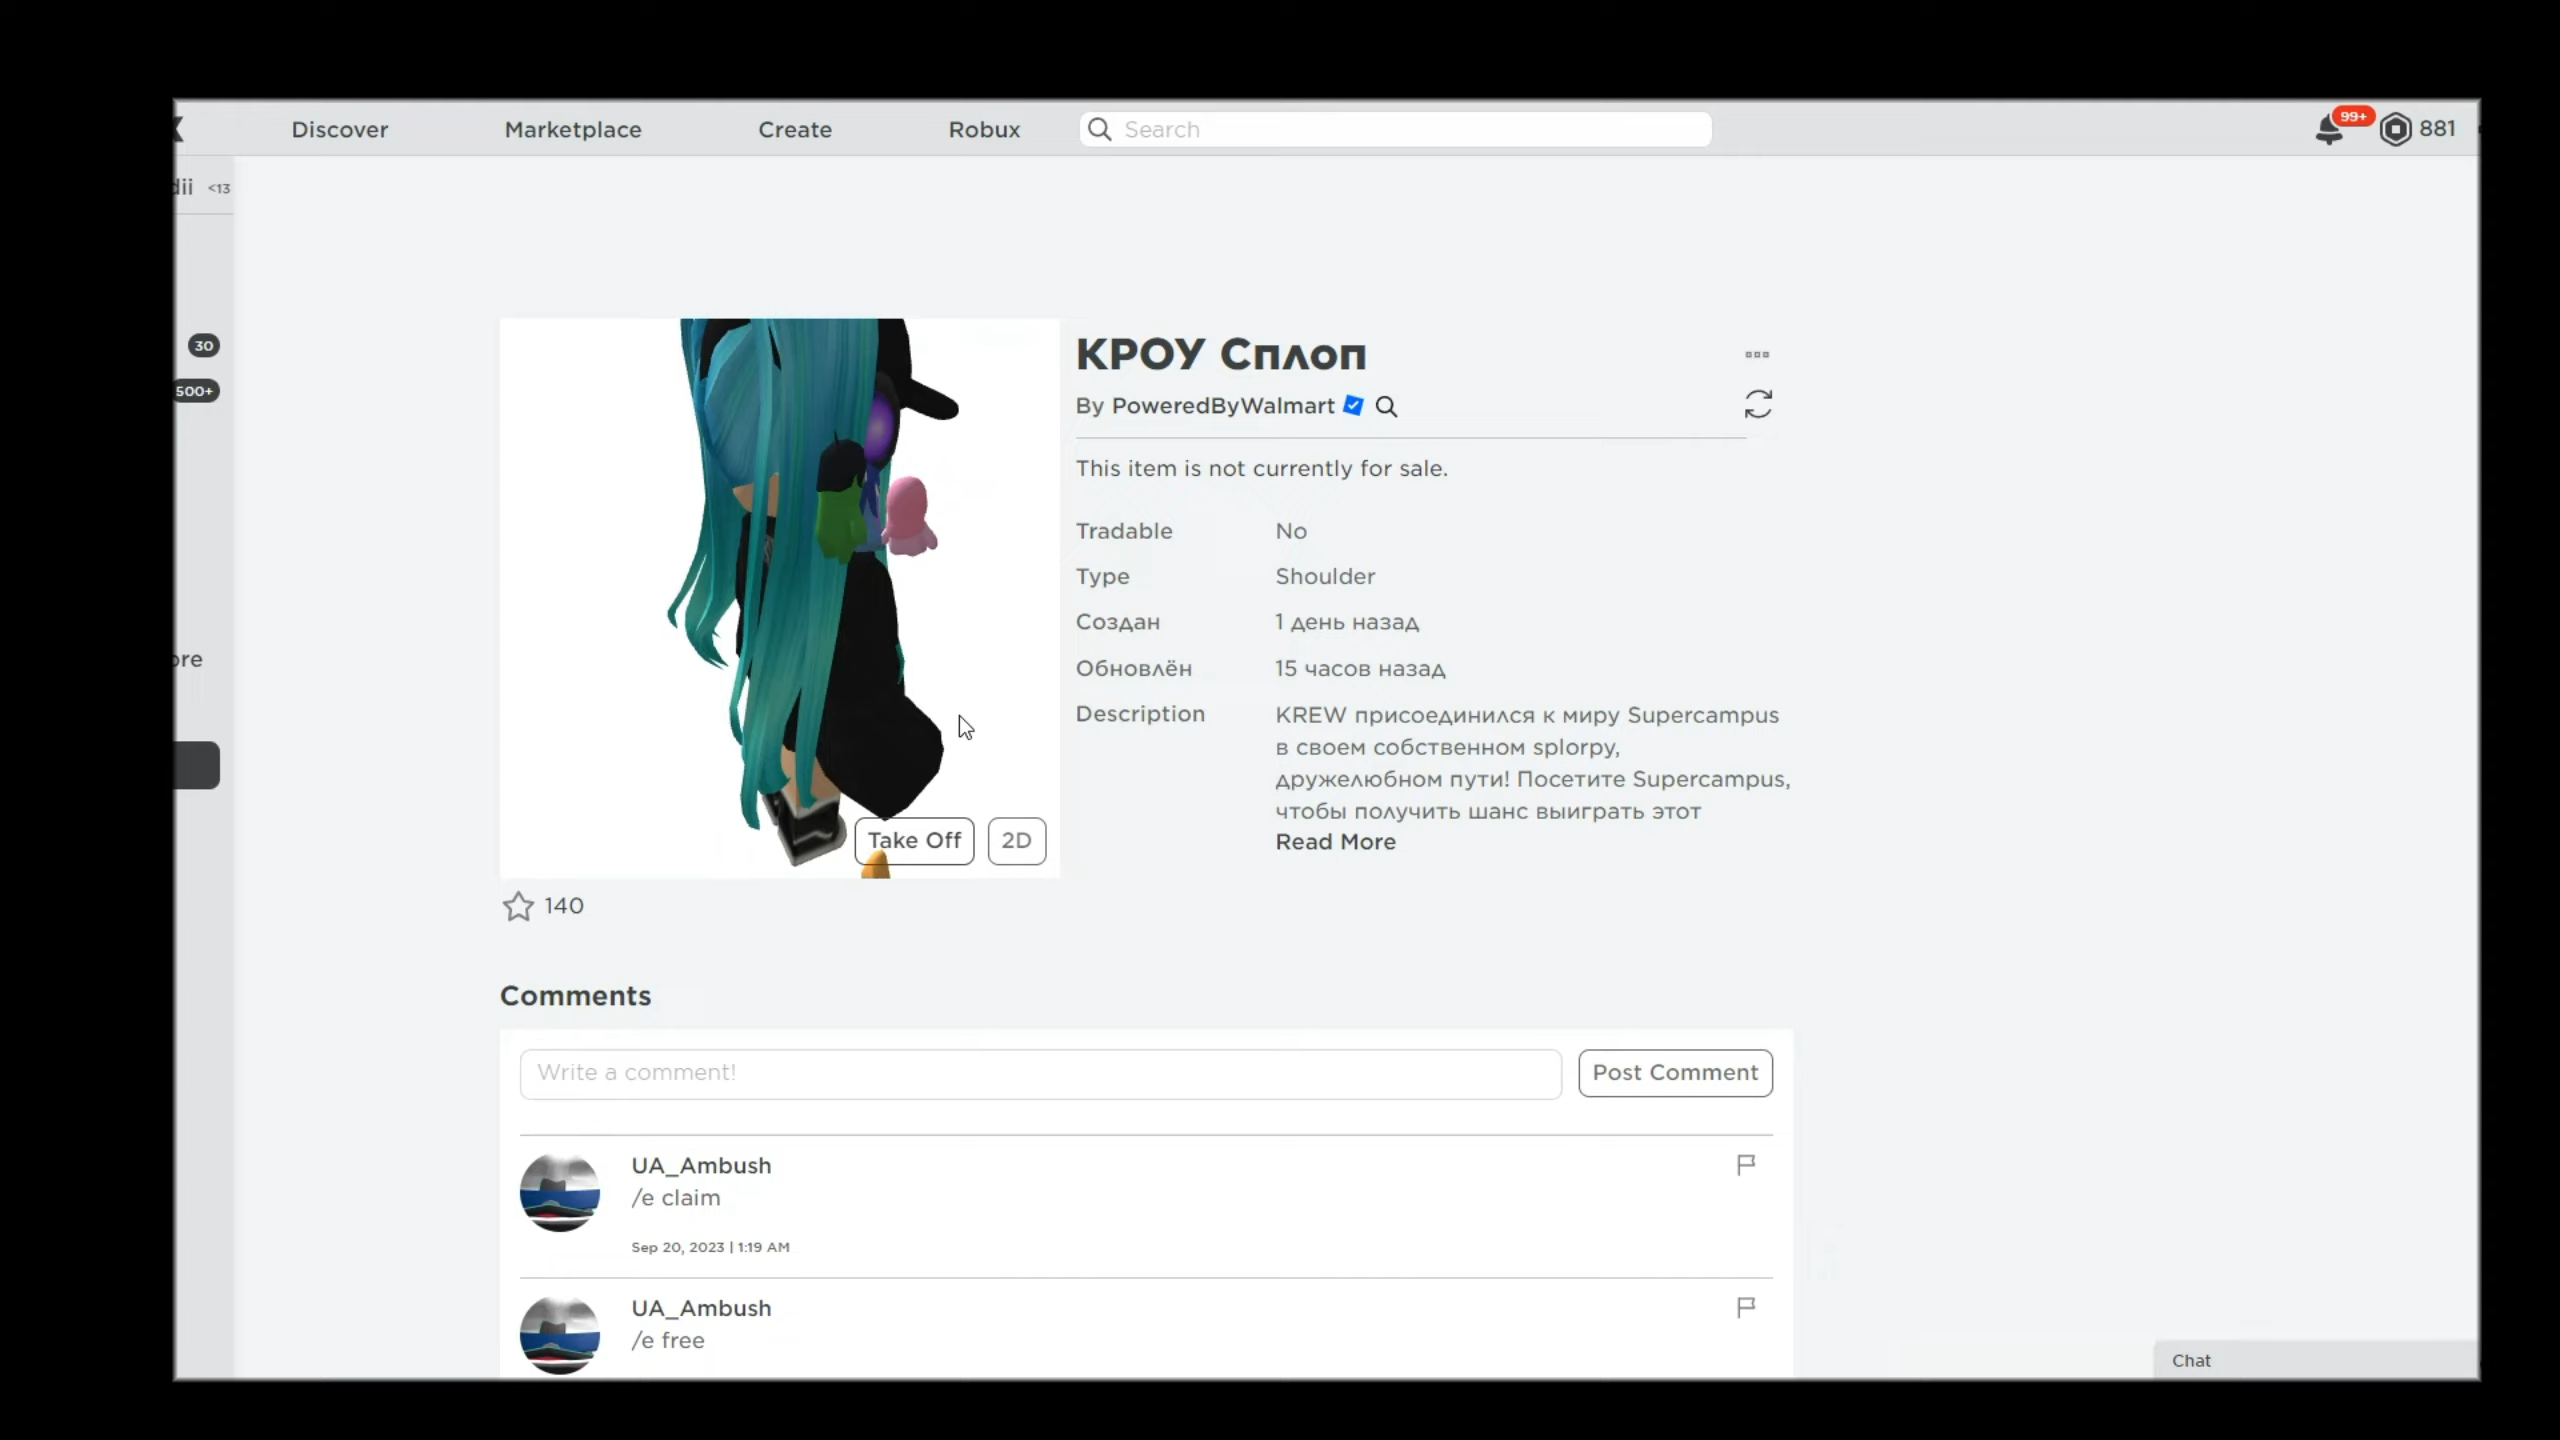 Discover Marketplace Create Robux Search 99+ 881
dii <13
30
500+
ore
КРОУ Сплоп
By PoweredByWalmart
This item is not currently for sale.
Tradable No
Type Shoulder
Создан 1 день назад
Обновлён 15 часов назад
Description KREW присоединился к миру Supercampus
в своем собственном splorpy,
дружелюбном пути! Посетите Supercampus,
чтобы получить шанс выиграть этот
Read More
Take Off 2D
140
Comments
Write a comment! Post Comment
UA_Ambush
/e claim
Sep 20, 2023 | 1:19 AM
UA_Ambush
/e free
Chat